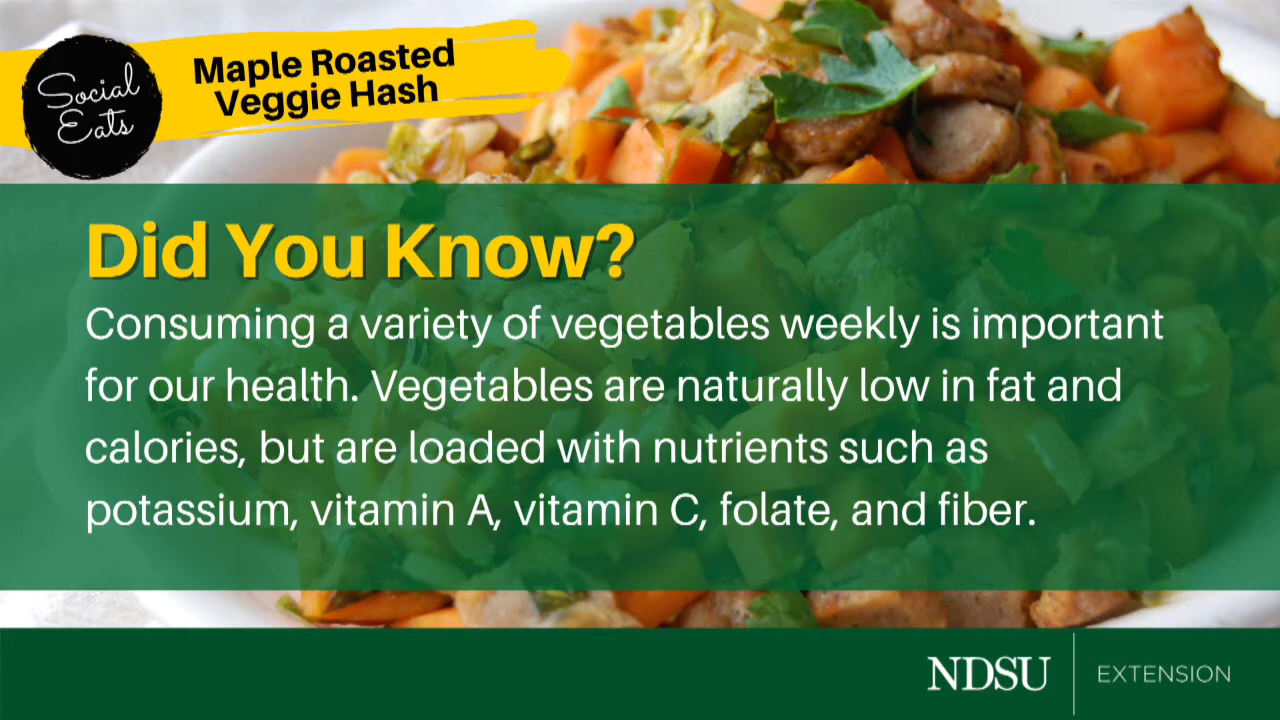 Social
Eats
Maple Roasted
Veggie Hash
Did You Know?
Consuming a variety of vegetables weekly is important
for our health. Vegetables are naturally low in fat and
calories, but are loaded with nutrients such as
potassium, vitamin A, vitamin C, folate, and fiber.
NDSU EXTENSION